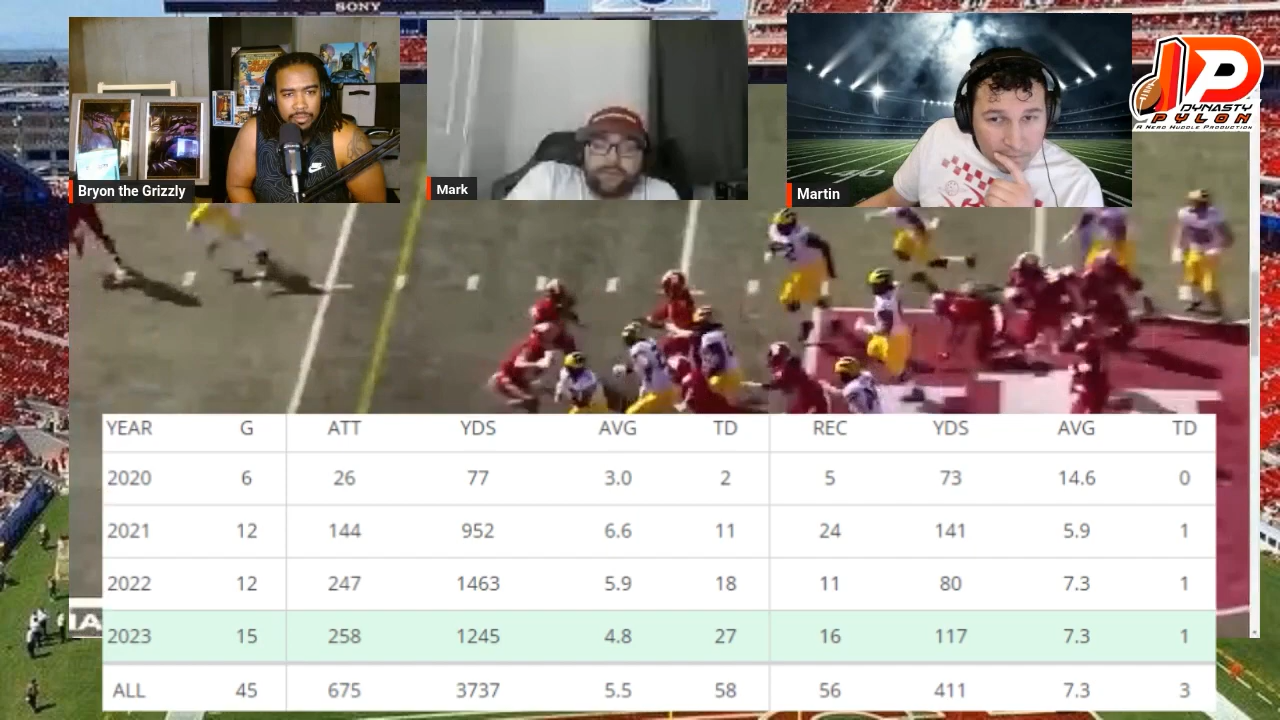 SONY
Bryon the Grizzly
Mark
Martin
DYNASTY
PYLON
A NERD HUDDLE PRODUCTION
YEAR G ATT YDS AVG TD REC YDS AVG TD
2020 6 26 77 3.0 2 5 73 14.6 0
2021 12 144 952 6.6 11 24 141 5.9 1
2022 12 247 1463 5.9 18 11 80 7.3 1
IA
2023 15 258 1245 4.8 27 16 117 7.3 1
ALL 45 675 3737 5.5 58 56 411 7.3 3